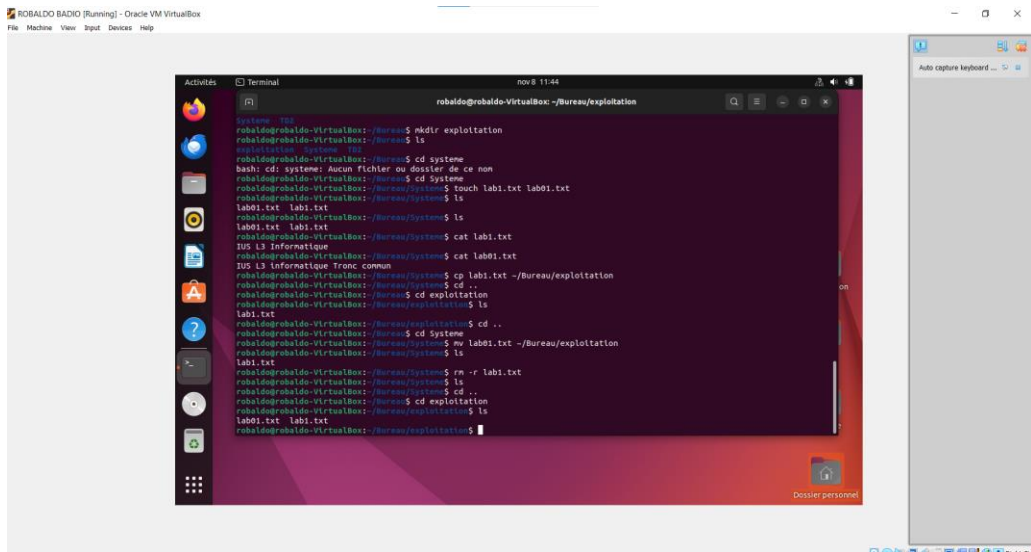 ROBALDO BADIO [Running] - Oracle VM VirtualBox
File Machine View Input Devices Help
Auto capture keyboard ...
Activités Terminal nov 8 11:44
robaldo@robaldo-VirtualBox: ~/Bureau/exploitation
Systeme TD2
robaldo@robaldo-VirtualBox:~/Bureau$ mkdir exploitation
robaldo@robaldo-VirtualBox:~/Bureau$ ls
exploitation Systeme TD2
robaldo@robaldo-VirtualBox:~/Bureau$ cd systeme
bash: cd: systeme: Aucun fichier ou dossier de ce nom
robaldo@robaldo-VirtualBox:~/Bureau$ cd Systeme
robaldo@robaldo-VirtualBox:~/Bureau/Systeme$ touch lab1.txt lab01.txt
robaldo@robaldo-VirtualBox:~/Bureau/Systeme$ ls
lab01.txt lab1.txt
robaldo@robaldo-VirtualBox:~/Bureau/Systeme$ ls
lab01.txt lab1.txt
robaldo@robaldo-VirtualBox:~/Bureau/Systeme$ cat lab1.txt
IUS L3 Informatique
robaldo@robaldo-VirtualBox:~/Bureau/Systeme$ cat lab01.txt
IUS L3 informatique Tronc commun
robaldo@robaldo-VirtualBox:~/Bureau/Systeme$ cp lab1.txt ~/Bureau/exploitation
robaldo@robaldo-VirtualBox:~/Bureau/Systeme$ cd ..
robaldo@robaldo-VirtualBox:~/Bureau$ cd exploitation
robaldo@robaldo-VirtualBox:~/Bureau/exploitation$ ls
lab1.txt
robaldo@robaldo-VirtualBox:~/Bureau/exploitation$ cd ..
robaldo@robaldo-VirtualBox:~/Bureau$ cd Systeme
robaldo@robaldo-VirtualBox:~/Bureau/Systeme$ mv lab01.txt ~/Bureau/exploitation
robaldo@robaldo-VirtualBox:~/Bureau/Systeme$ ls
lab1.txt
robaldo@robaldo-VirtualBox:~/Bureau/Systeme$ rm -r lab1.txt
robaldo@robaldo-VirtualBox:~/Bureau/Systeme$ ls
robaldo@robaldo-VirtualBox:~/Bureau/Systeme$ cd ..
robaldo@robaldo-VirtualBox:~/Bureau$ cd exploitation
robaldo@robaldo-VirtualBox:~/Bureau/exploitation$ ls
lab01.txt lab1.txt
robaldo@robaldo-VirtualBox:~/Bureau/exploitation$
on
Dossier personnel